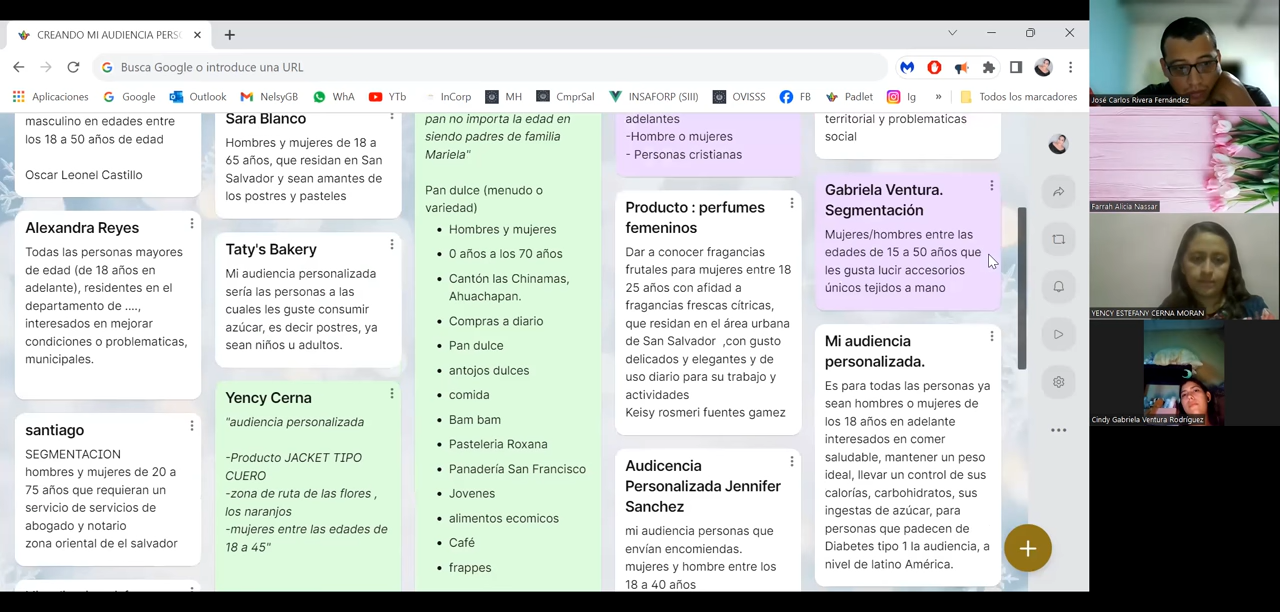 CREANDO MI AUDIENCIA PERS
Busca Google o introduce una URL
Aplicaciones
Google
Outlook
NelsyGB
WhA
YTb
InCorp
MH
CmprSal
INSAFORP (SIII)
OVISSS
FB
Padlet
Ig
»
Todos los marcadores
masculino en edades entre
los 18 a 50 años de edad
Oscar Leonel Castillo
Alexandra Reyes
Todas las personas mayores
de edad (de 18 años en
adelante), residentes en el
departamento de ....,
interesados en mejorar
condiciones o problematicas,
municipales.
santiago
SEGMENTACION
hombres y mujeres de 20 a
75 años que requieran un
servicio de servicios de
abogado y notario
zona oriental de el salvador
Sara Blanco
Hombres y mujeres de 18 a
65 años, que residan en San
Salvador y sean amantes de
los postres y pasteles
Taty's Bakery
Mi audiencia personalizada
sería las personas a las
cuales les guste consumir
azúcar, es decir postres, ya
sean niños u adultos.
Yency Cerna
"audiencia personalizada
-Producto JACKET TIPO
CUERO
-zona de ruta de las flores ,
los naranjos
-mujeres entre las edades de
18 a 45"
pan no importa la edad en
siendo padres de familia
Mariela"
Pan dulce (menudo o
variedad)
• Hombres y mujeres
• 0 años a los 70 años
• Cantón las Chinamas,
Ahuachapan.
• Compras a diario
• Pan dulce
• antojos dulces
• comida
• Bam bam
• Pasteleria Roxana
• Panadería San Francisco
• Jovenes
• alimentos ecomicos
• Café
• frappes
adelantes
-Hombre o mujeres
- Personas cristianas
Producto : perfumes
femeninos
Dar a conocer fragancias
frutales para mujeres entre 18
25 años con afidad a
fragancias frescas cítricas,
que residan en el área urbana
de San Salvador ,con gusto
delicados y elegantes y de
uso diario para su trabajo y
actividades
Keisy rosmeri fuentes gamez
Audicencia
Personalizada Jennifer
Sanchez
mi audiencia personas que
envían encomiendas.
mujeres y hombre entre los
18 a 40 años
territorial y problematicas
social
Gabriela Ventura.
Segmentación
Mujeres/hombres entre las
edades de 15 a 50 años que
les gusta lucir accesorios
únicos tejidos a mano
Mi audiencia
personalizada.
Es para todas las personas ya
sean hombres o mujeres de
los 18 años en adelante
interesados en comer
saludable, mantener un peso
ideal, llevar un control de sus
calorías, carbohidratos, sus
ingestas de azúcar, para
personas que padecen de
Diabetes tipo 1 la audiencia, a
nivel de latino América.
José Carlos Rivera Fernández
Farrah Alicia Nassar
YENCY ESTEFANY CERNA MORAN
Cindy Gabriela Ventura Rodríguez